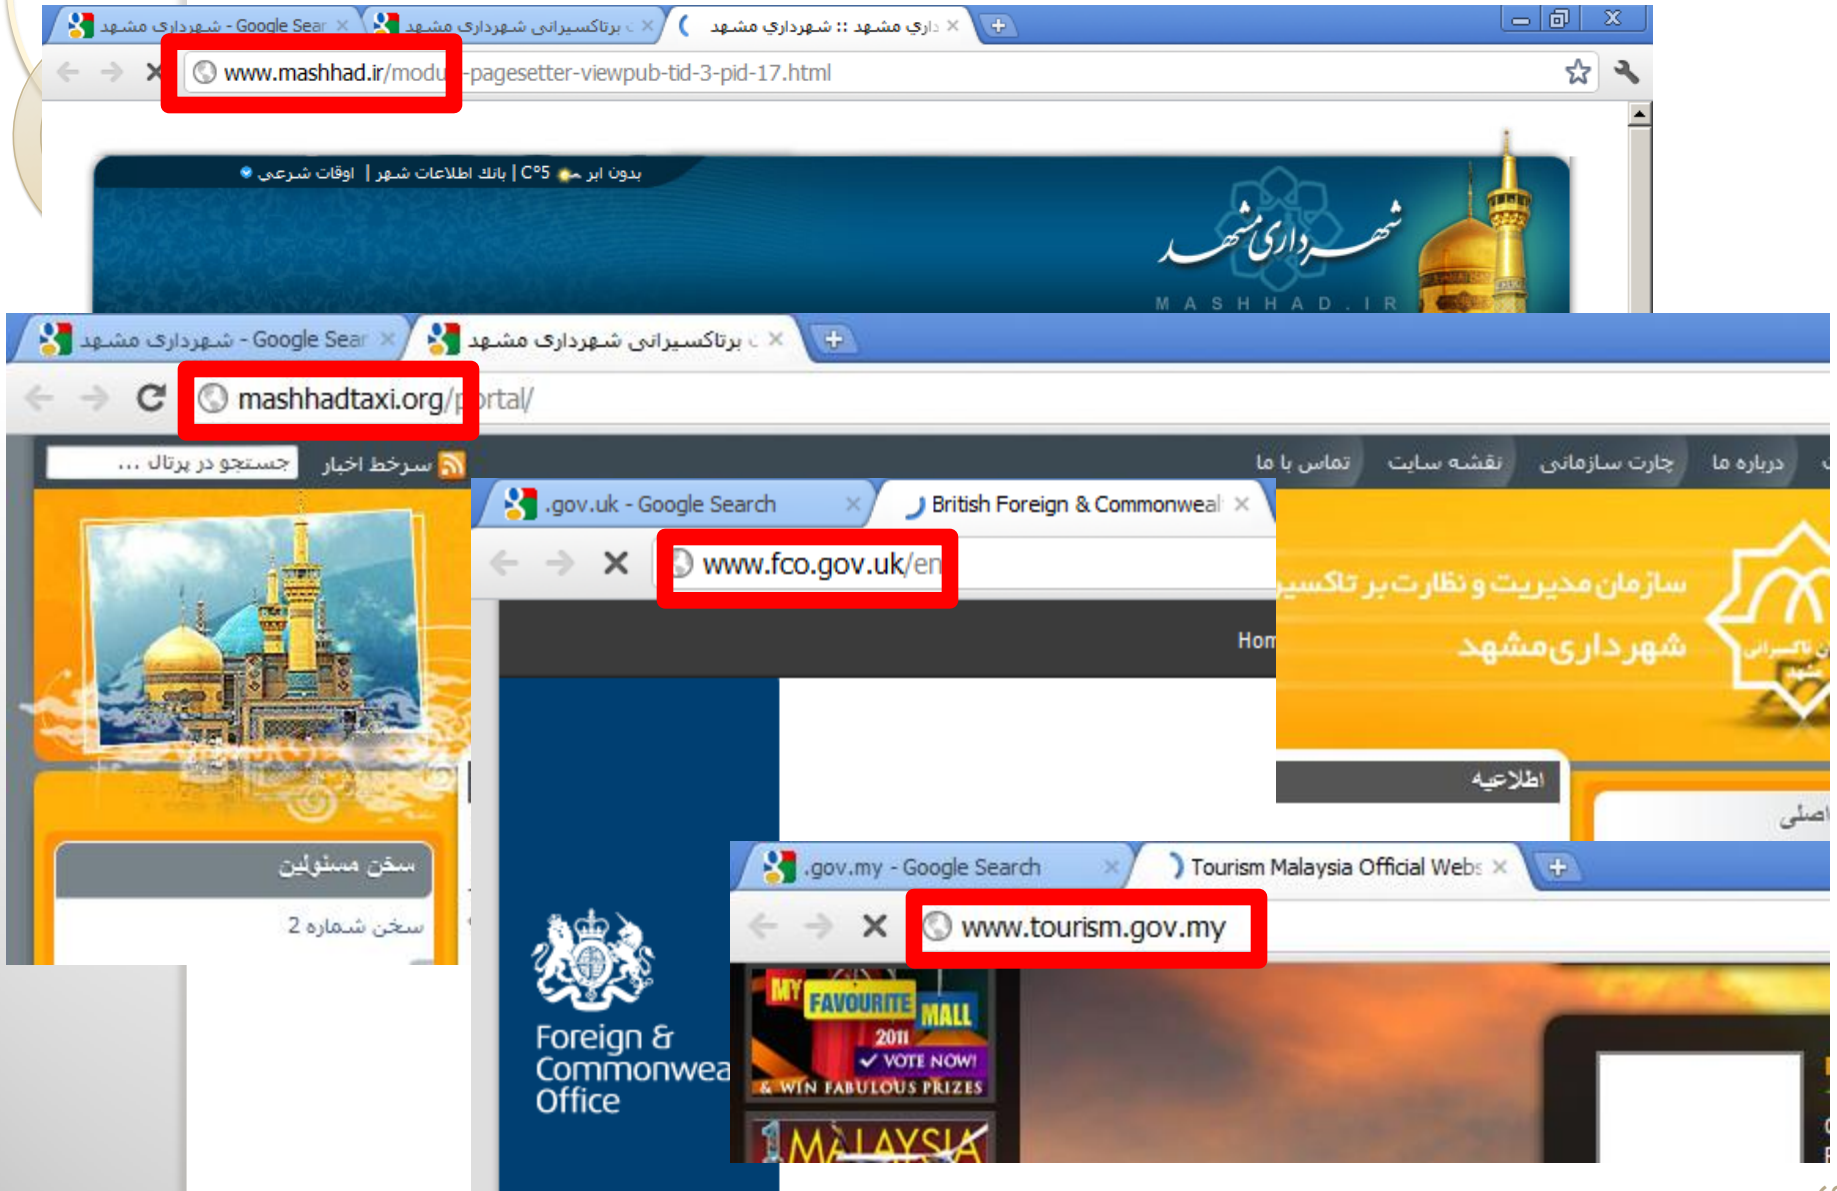 شهرداری مشهد - Google Sear
برتاکسیرانی شهرداری مشهد
داري مشهد :: شهرداري مشهد
www.mashhad.ir/modu
-pagesetter-viewpub-tid-3-pid-17.html
بدون ابر 5°C | بانك اطلاعات شهر | اوقات شرعی
شهرداری مشهد
MASHHAD.IR
شهرداری مشهد - Google Sear
برتاکسیرانی شهرداری مشهد
mashhadtaxi.org/portal/
درباره ما
چارت سازمانی
نقشه سایت
تماس با ما
سرخط اخبار
جستجو در پرتال ...
.gov.uk - Google Search
British Foreign & Commonweal
www.fco.gov.uk/en
سازمان مدیریت و نظارت بر تاکسیر
شهرداری مشهد
Hom
اطلاعیه
اصلی
سخن مسئولین
سخن شماره 2
Foreign &
Commonwea
Office
.gov.my - Google Search
Tourism Malaysia Official Webs
www.tourism.gov.my
MY
FAVOURITE
MALL
2011
VOTE NOW!
& WIN FABULOUS PRIZES
1MALAYSIA